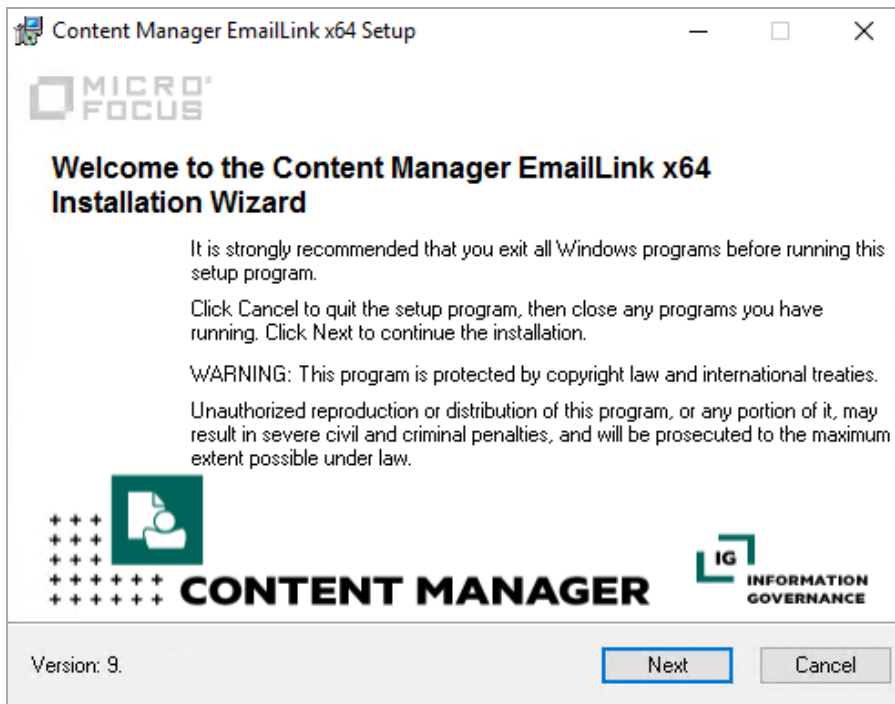 Content Manager EmailLink x64 Setup
MICRO
FOCUS
Welcome to the Content Manager EmailLink x64
Installation Wizard
It is strongly recommended that you exit all Windows programs before running this
setup program.
Click Cancel to quit the setup program, then close any programs you have
running. Click Next to continue the installation.
WARNING: This program is protected by copyright law and international treaties.
Unauthorized reproduction or distribution of this program, or any portion of it, may
result in severe civil and criminal penalties, and will be prosecuted to the maximum
extent possible under law.
IG
INFORMATION
GOVERNANCE
CONTENT MANAGER
Version: 9.
Next
Cancel